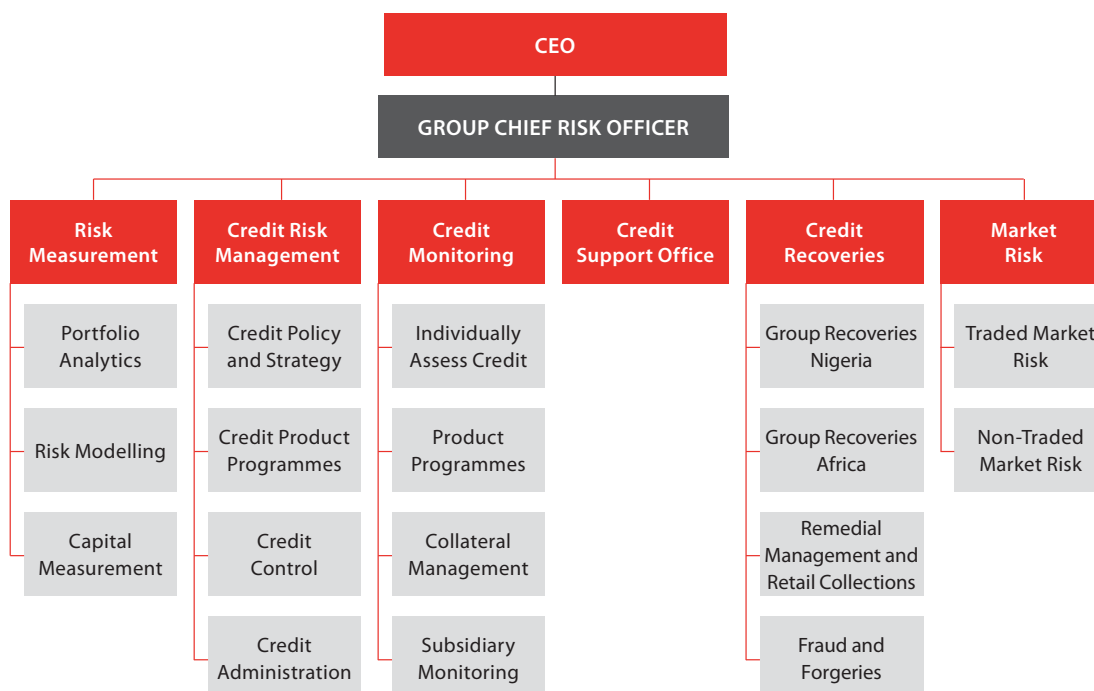 CEO
GROUP CHIEF RISK OFFICER
Risk
Measurement
Credit Risk
Management
Credit
Monitoring
Credit
Support Office
Credit
Recoveries
Market
Risk
Portfolio
Analytics
Credit Policy
and Strategy
Individually
Assess Credit
Group Recoveries
Nigeria
Traded Market
Risk
Risk Modelling
Credit Product
Programmes
Product
Programmes
Group Recoveries
Africa
Non-Traded
Market Risk
Capital
Measurement
Credit
Control
Collateral
Management
Remedial
Management and
Retail Collections
Credit
Administration
Subsidiary
Monitoring
Fraud and
Forgeries